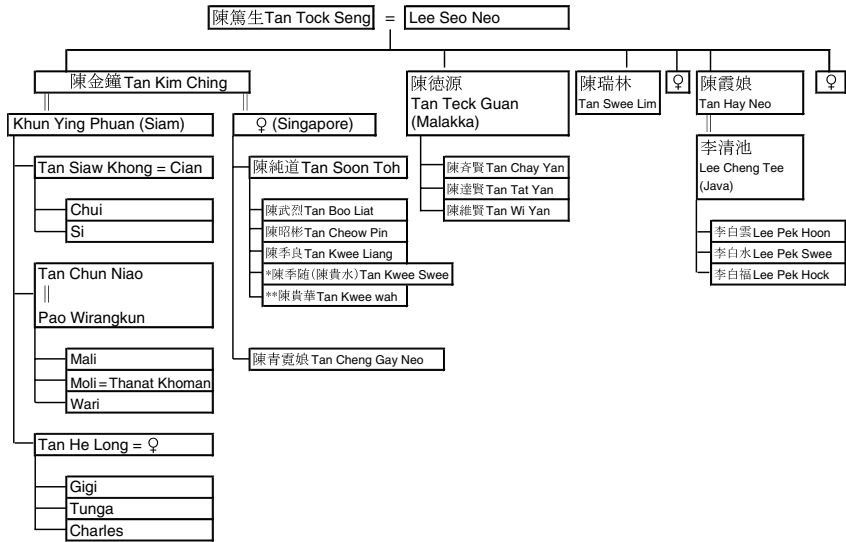 陳篤生Tan Tock Seng = Lee Seo Neo
陳金鐘Tan Kim Ching
陳德源
Tan Teck Guan
(Malakka)
陳瑞林
Tan Swee Lim
♀
陳霞娘
Tan Hay Neo
♀
Khun Ying Phuan (Siam)
♀ (Singapore)
李清池
Lee Cheng Tee
(Java)
Tan Siaw Khong = Cian
Chui
Si
Tan Chun Niao
||
Pao Wirangkun
Mali
Moli = Thanat Khoman
Wari
Tan He Long = ♀
Gigi
Tunga
Charles
陳純道Tan Soon Toh
陳武烈Tan Boo Liat
陳昭彬Tan Cheow Pin
陳季良Tan Kwee Liang
*陳季随(陳貴水)Tan Kwee Swee
**陳貴華Tan Kwee wah
陳青霓娘Tan Cheng Gay Neo
陳斉賢Tan Chay Yan
陳達賢Tan Tat Yan
陳維賢Tan Wi Yan
李白雲Lee Pek Hoon
李白水Lee Pek Swee
李白福Lee Pek Hock